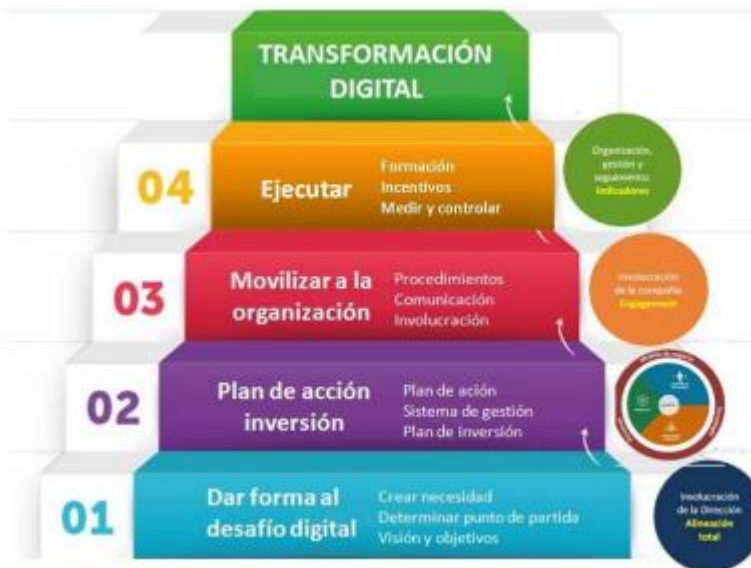 TRANSFORMACIÓN
DIGITAL
04
Ejecutar
Formación
Incentivos
Medir y controlar
Organización,
gestión y
seguimiento.
Indicadores
03
Movilizar a la
organización
Procedimientos
Comunicación
Involucración
Involucración
de la compañía
Engagement
02
Plan de acción
inversión
Plan de ación
Sistema de gestión
Plan de inversión
01
Dar forma al
desafío digital
Crear necesidad
Determinar punto de partida
Visión y objetivos
Involucración
de la Dirección
Alineación
total